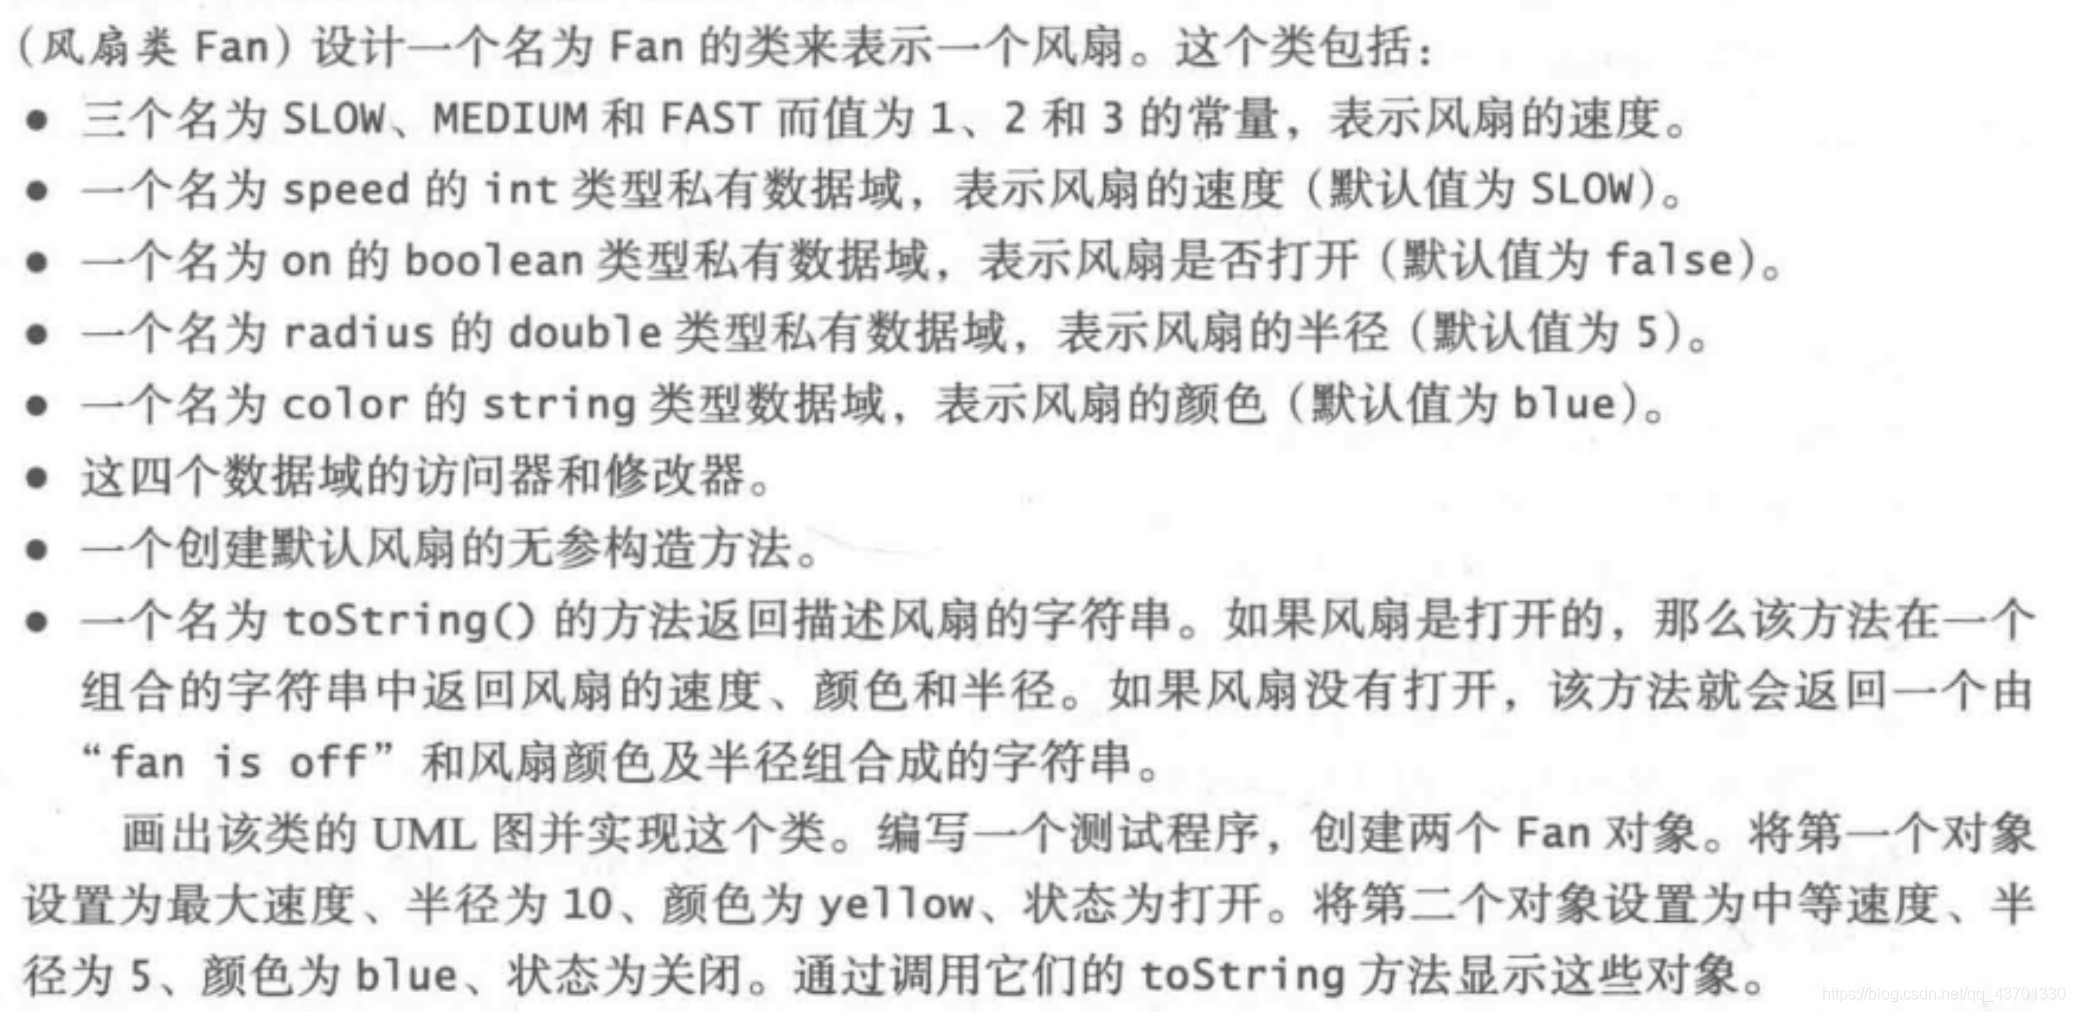 (风扇类 Fan) 设计一个名为 Fan 的类来表示一个风扇。这个类包括:
● 三个名为 SLOW、MEDIUM 和 FAST 而值为 1、2 和 3 的常量，表示风扇的速度。
● 一个名为 speed 的 int 类型私有数据域，表示风扇的速度 (默认值为 SLOW)。
● 一个名为 on 的 boolean 类型私有数据域，表示风扇是否打开 (默认值为 false)。
● 一个名为 radius 的 double 类型私有数据域，表示风扇的半径 (默认值为 5)。
● 一个名为 color 的 string 类型数据域，表示风扇的颜色 (默认值为 blue)。
● 这四个数据域的访问器和修改器。
● 一个创建默认风扇的无参构造方法。
● 一个名为 toString() 的方法返回描述风扇的字符串。如果风扇是打开的，那么该方法在一个
组合的字符串中返回风扇的速度、颜色和半径。如果风扇没有打开，该方法就会返回一个由
“fan is off” 和风扇颜色及半径组合成的字符串。
画出该类的 UML 图并实现这个类。编写一个测试程序，创建两个 Fan 对象。将第一个对象
设置为最大速度、半径为 10、颜色为 yellow、状态为打开。将第二个对象设置为中等速度、半
径为 5、颜色为 blue、状态为关闭。通过调用它们的 toString 方法显示这些对象。
https://blog.csdn.net/qq_43701330